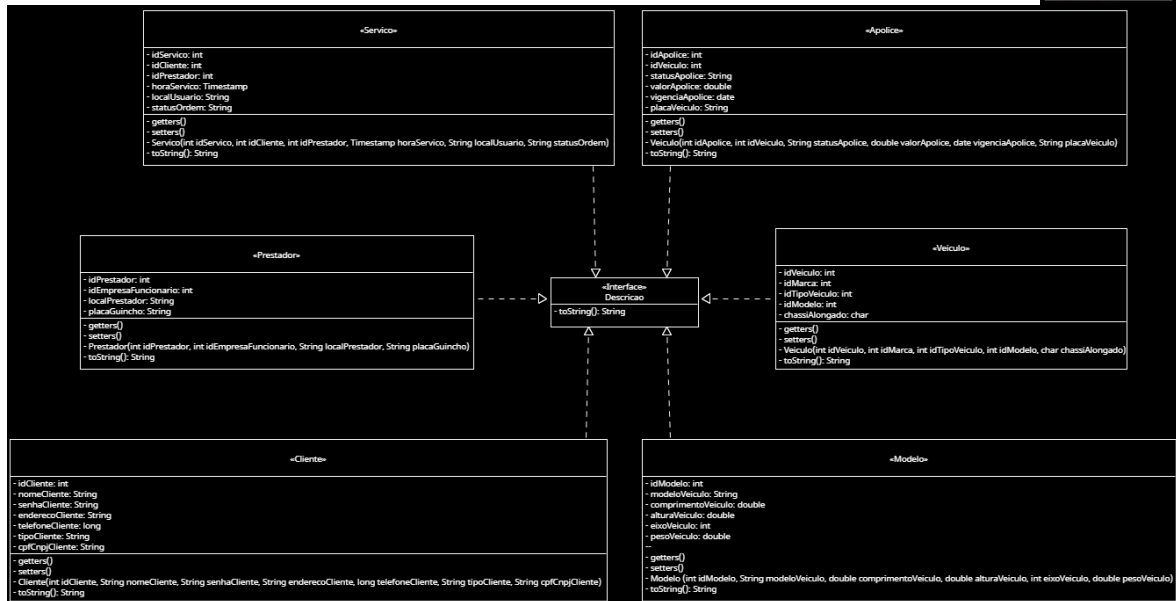 «Servico»
- idServico: int
- idCliente: int
- idPrestador: int
- horaServico: Timestamp
- localUsuario: String
- statusOrdem: String
- getters()
- setters()
- Servico(int idServico, int idCliente, int idPrestador, Timestamp horaServico, String localUsuario, String statusOrdem)
- toString(): String
«Apolice»
- idApolice: int
- idVeiculo: int
- statusApolice: String
- valorApolice: double
- vigenciaApolice: date
- placaVeiculo: String
- getters()
- setters()
- Veiculo(int idApolice, int idVeiculo, String statusApolice, double valorApolice, date vigenciaApolice, String placaVeiculo)
- toString(): String
«Prestador»
- idPrestador: int
- idEmpresaFuncionario: int
- localPrestador: String
- placaGuincho: String
- getters()
- setters()
- Prestador(int idPrestador, int idEmpresaFuncionario, String localPrestador, String placaGuincho)
- toString(): String
«Interface»
Descricao
- toString(): String
«Veiculo»
- idVeiculo: int
- idMarca: int
- idTipoVeiculo: int
- idModelo: int
- chassiAlongado: char
- getters()
- setters()
- Veiculo(int idVeiculo, int idMarca, int idTipoVeiculo, int idModelo, char chassiAlongado)
- toString(): String
«Cliente»
- idCliente: int
- nomeCliente: String
- senhaCliente: String
- enderecoCliente: String
- telefoneCliente: long
- tipoCliente: String
- cpfCnpjCliente: String
- getters()
- setters()
- Cliente(int idCliente, String nomeCliente, String senhaCliente, String enderecoCliente, long telefoneCliente, String tipoCliente, String cpfCnpjCliente)
- toString(): String
«Modelo»
- idModelo: int
- modeloVeiculo: String
- comprimentoVeiculo: double
- alturaVeiculo: double
- eixoVeiculo: int
- pesoVeiculo: double
--
- getters()
- setters()
- Modelo (int idModelo, String modeloVeiculo, double comprimentoVeiculo, double alturaVeiculo, int eixoVeiculo, double pesoVeiculo)
- toString(): String